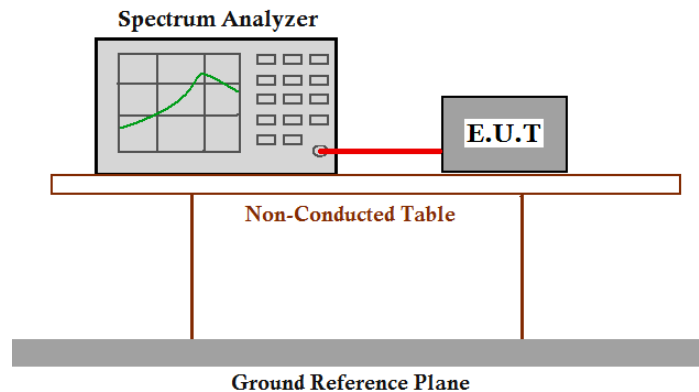 Spectrum Analyzer
E.U.T
Non-Conducted Table
Ground Reference Plane